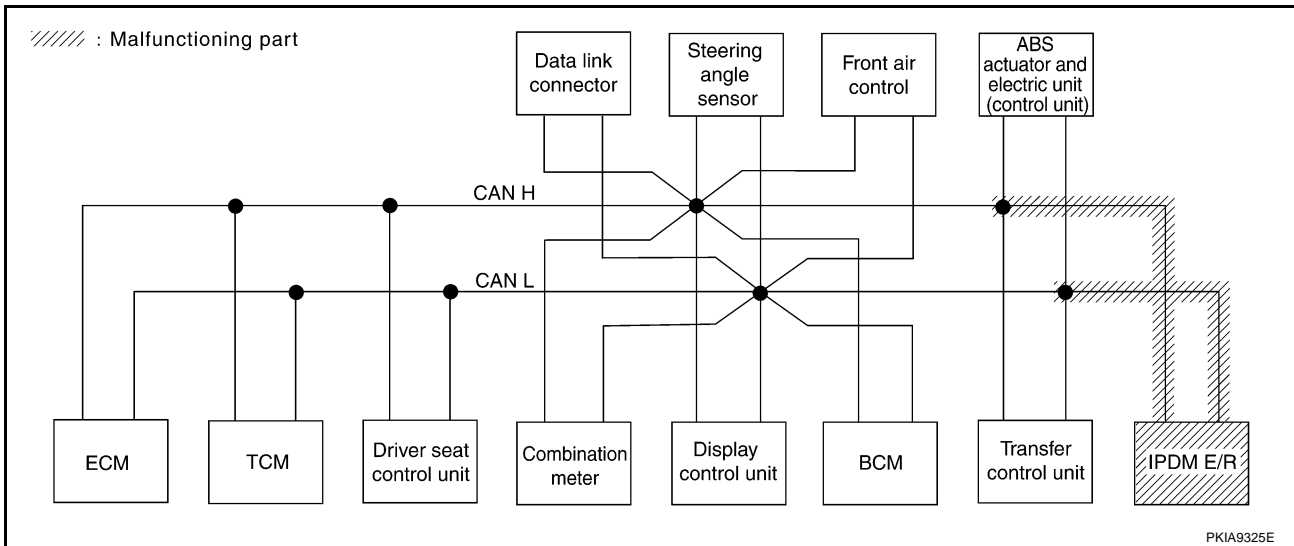 : Malfunctioning part
Data link
connector
Steering
angle
sensor
Front air
control
ABS
actuator and
electric unit
(control unit)
CAN H
CAN L
ECM
TCM
Driver seat
control unit
Combination
meter
Display
control unit
BCM
Transfer
control unit
IPDM E/R
PKIA9325E